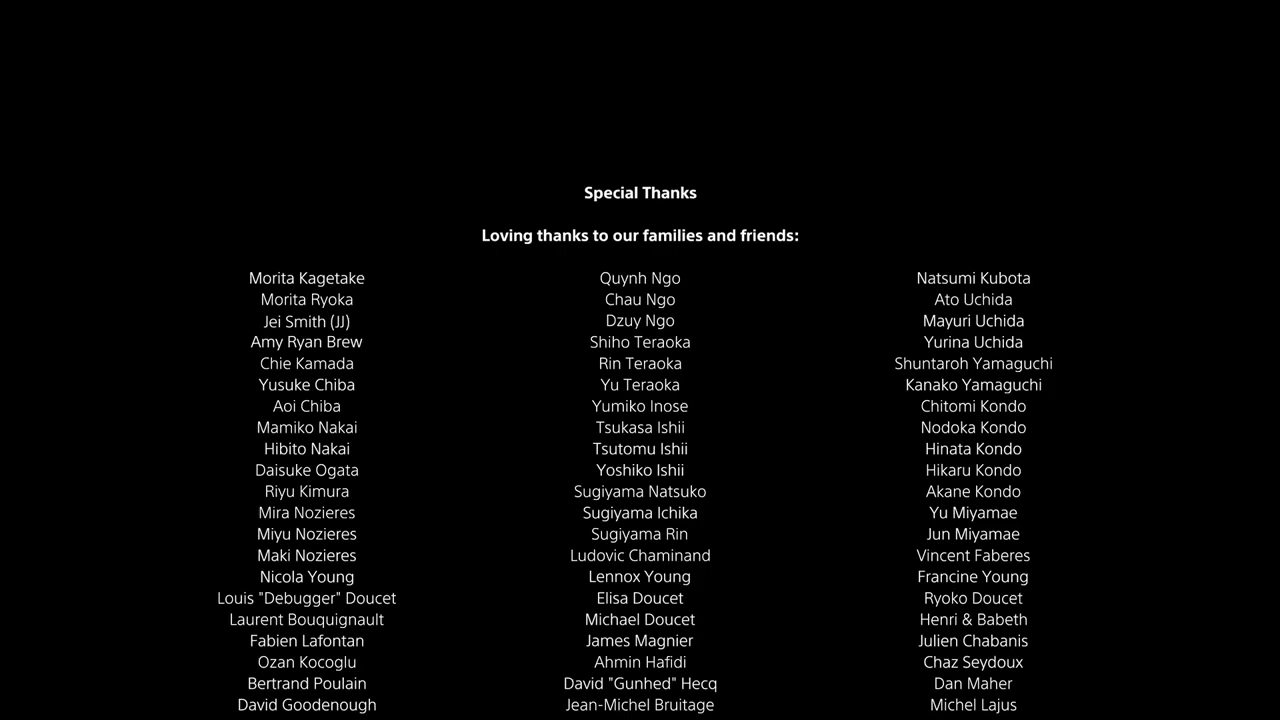 Special Thanks
Loving thanks to our families and friends:
Morita Kagetake Quynh Ngo Natsumi Kubota
Morita Ryoka Chau Ngo Ato Uchida
Jei Smith (JJ) Dzuy Ngo Mayuri Uchida
Amy Ryan Brew Shiho Teraoka Yurina Uchida
Chie Kamada Rin Teraoka Shuntaroh Yamaguchi
Yusuke Chiba Yu Teraoka Kanako Yamaguchi
Aoi Chiba Yumiko Inose Chitomi Kondo
Mamiko Nakai Tsukasa Ishii Nodoka Kondo
Hibito Nakai Tsutomu Ishii Hinata Kondo
Daisuke Ogata Yoshiko Ishii Hikaru Kondo
Riyu Kimura Sugiyama Natsuko Akane Kondo
Mira Nozieres Sugiyama Ichika Yu Miyamae
Miyu Nozieres Sugiyama Rin Jun Miyamae
Maki Nozieres Ludovic Chaminand Vincent Faberes
Nicola Young Lennox Young Francine Young
Louis "Debugger" Doucet Elisa Doucet Ryoko Doucet
Laurent Bouquignault Michael Doucet Henri & Babeth
Fabien Lafontan James Magnier Julien Chabanis
Ozan Kocoglu Ahmin Hafidi Chaz Seydoux
Bertrand Poulain David "Gunhed" Hecq Dan Maher
David Goodenough Jean-Michel Bruitage Michel Lajus